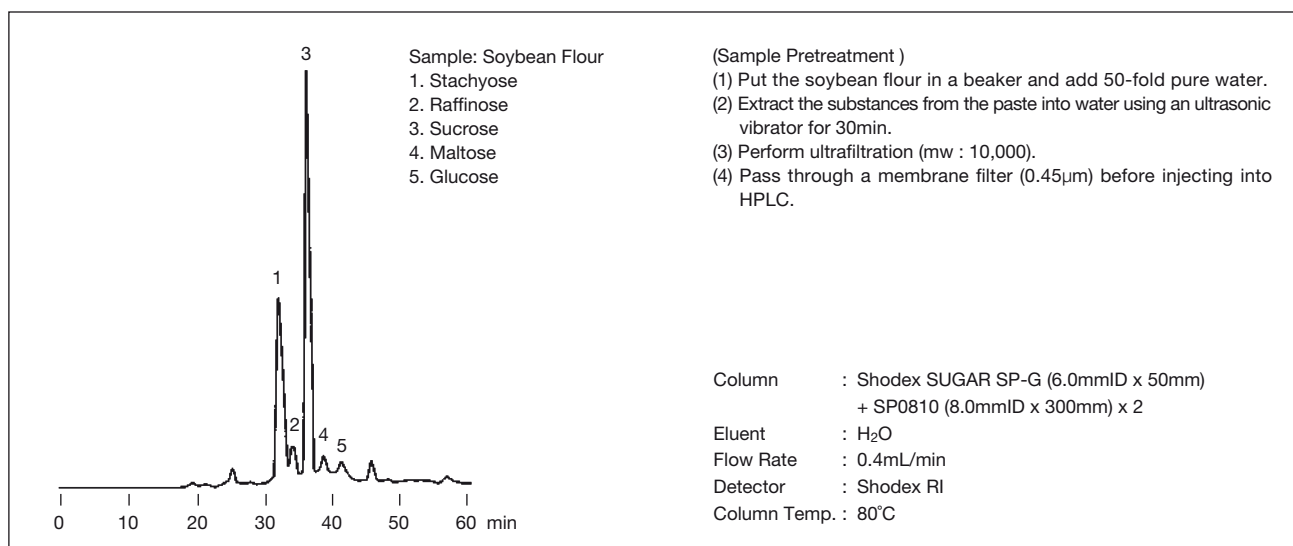 Sample: Soybean Flour
1. Stachyose
2. Raffinose
3. Sucrose
4. Maltose
5. Glucose
(Sample Pretreatment )
(1) Put the soybean flour in a beaker and add 50-fold pure water.
(2) Extract the substances from the paste into water using an ultrasonic
vibrator for 30min.
(3) Perform ultrafiltration (mw : 10,000).
(4) Pass through a membrane filter (0.45µm) before injecting into
HPLC.
3
1
2
4
5
0 10 20 30 40 50 60 min
Column : Shodex SUGAR SP-G (6.0mmID x 50mm)
+ SP0810 (8.0mmID x 300mm) x 2
Eluent : H₂O
Flow Rate : 0.4mL/min
Detector : Shodex RI
Column Temp. : 80°C